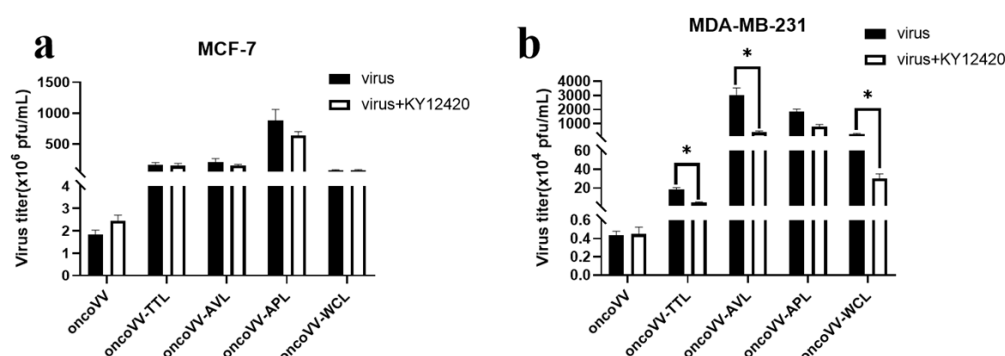 a
MCF-7
virus
virus+KY12420
Virus titer(x10⁶ pfu/mL)
1500
1000
500
4
3
2
1
0
oncoVV
oncoVV-TTL
oncoVV-AVL
oncoVV-APL
oncoVV-WCL
b
MDA-MB-231
virus
virus+KY12420
Virus titer(x10⁴ pfu/mL)
4000
3000
2000
1000
60
40
20
0.6
0.4
0.2
0.0
*
*
*
oncoVV
oncoVV-TTL
oncoVV-AVL
oncoVV-APL
oncoVV-WCL